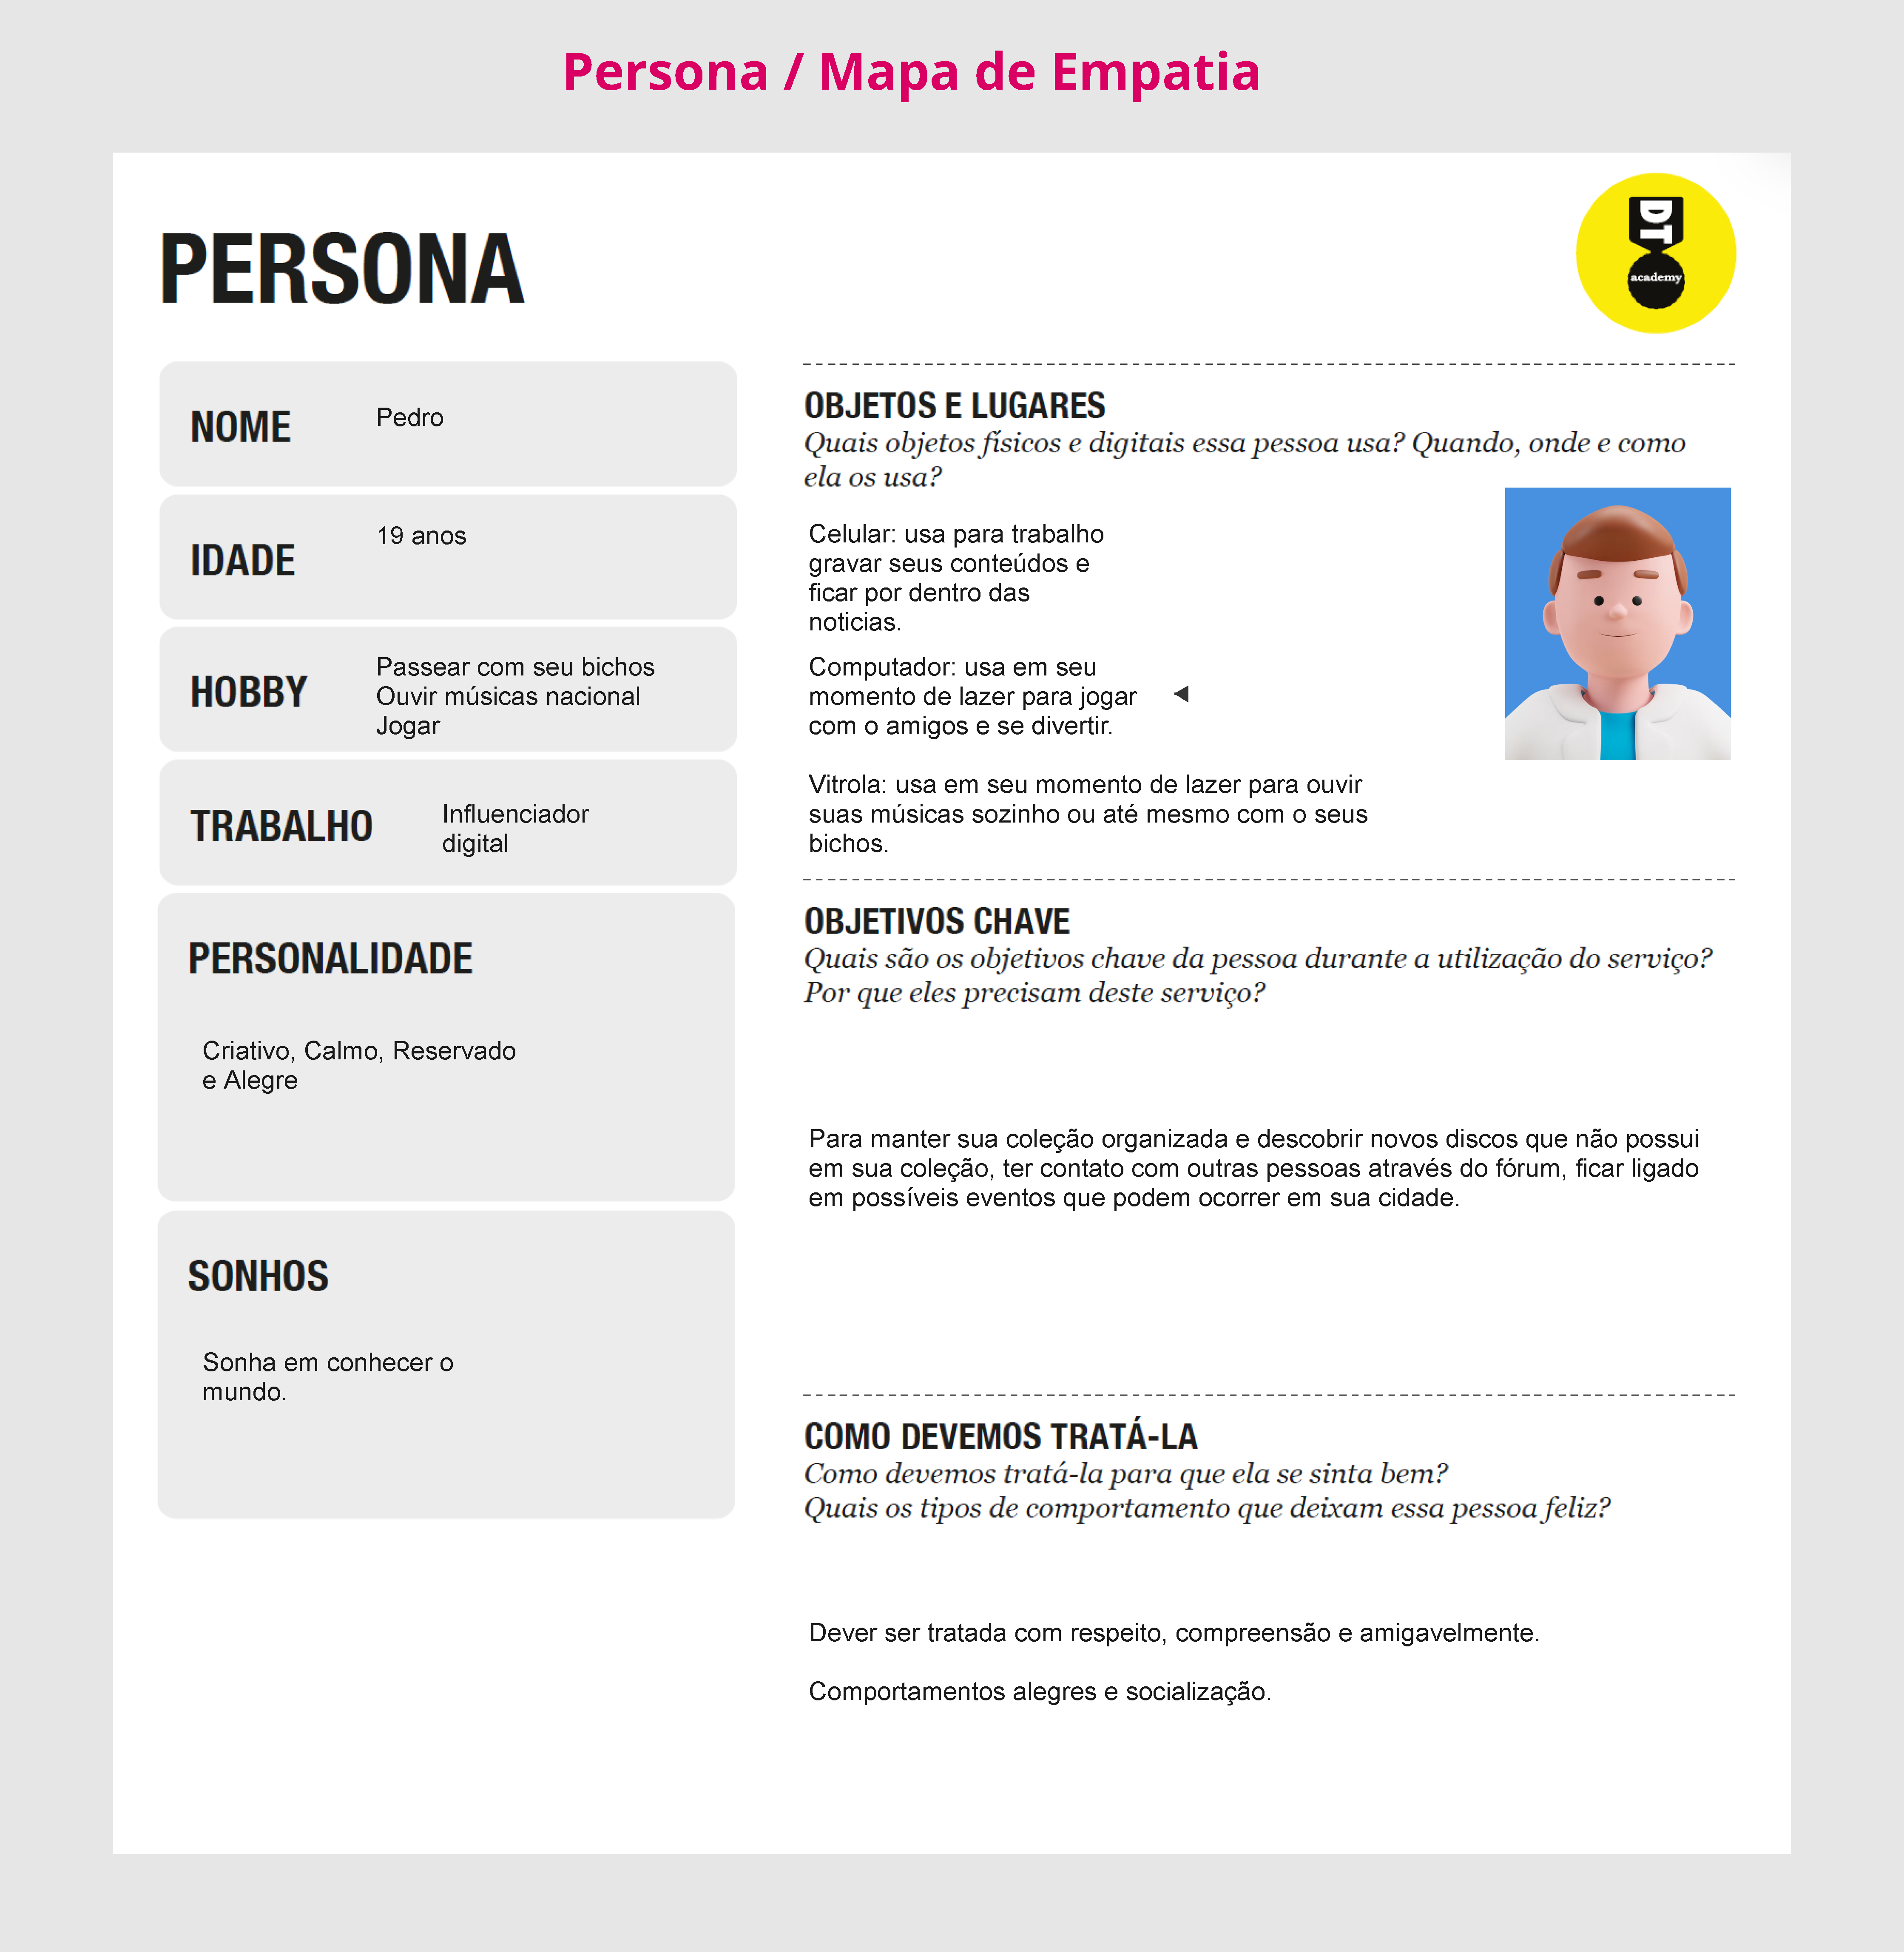 Persona / Mapa de Empatia
PERSONA
DT
academy
NOME
Pedro
IDADE
19 anos
HOBBY
Passear com seu bichos
Ouvir músicas nacional
Jogar
TRABALHO
Influenciador
digital
PERSONALIDADE
Criativo, Calmo, Reservado
e Alegre
SONHOS
Sonha em conhecer o
mundo.
OBJETOS E LUGARES
Quais objetos físicos e digitais essa pessoa usa? Quando, onde e como
ela os usa?
Celular: usa para trabalho
gravar seus conteúdos e
ficar por dentro das
noticias.
Computador: usa em seu
momento de lazer para jogar
com o amigos e se divertir.
Vitrola: usa em seu momento de lazer para ouvir
suas músicas sozinho ou até mesmo com o seus
bichos.
OBJETIVOS CHAVE
Quais são os objetivos chave da pessoa durante a utilização do serviço?
Por que eles precisam deste serviço?
Para manter sua coleção organizada e descobrir novos discos que não possui
em sua coleção, ter contato com outras pessoas através do fórum, ficar ligado
em possíveis eventos que podem ocorrer em sua cidade.
COMO DEVEMOS TRATÁ-LA
Como devemos tratá-la para que ela se sinta bem?
Quais os tipos de comportamento que deixam essa pessoa feliz?
Dever ser tratada com respeito, compreensão e amigavelmente.
Comportamentos alegres e socialização.